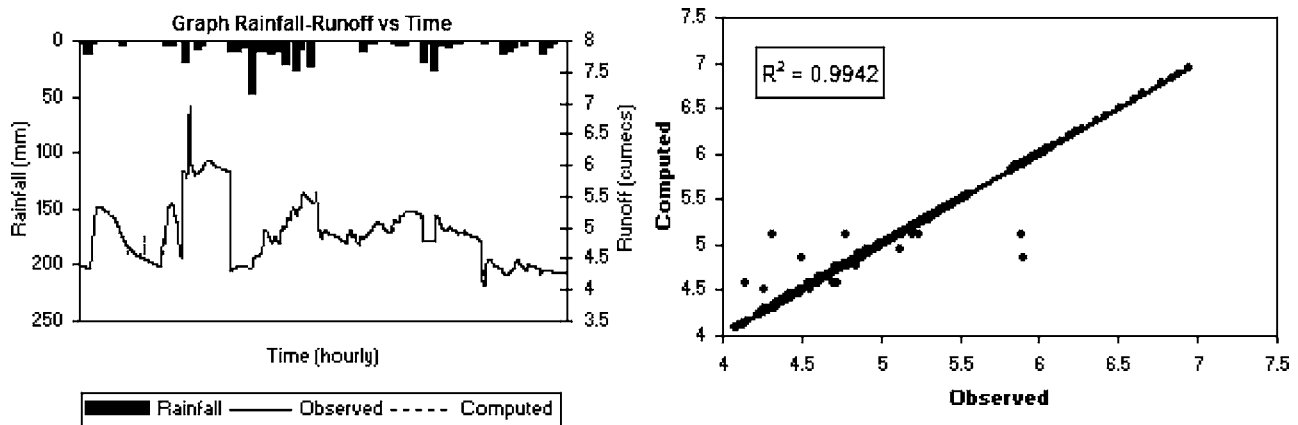 Graph Rainfall-Runoff vs Time
Rainfall (mm)
0
50
100
150
200
250
8
7.5
7
6.5
6
5.5
5
4.5
4
3.5
Runoff (cumecs)
Time (hourly)
Rainfall Observed Computed
Computed
7.5
7
6.5
6
5.5
5
4.5
4
R² = 0.9942
4 4.5 5 5.5 6 6.5 7 7.5
Observed